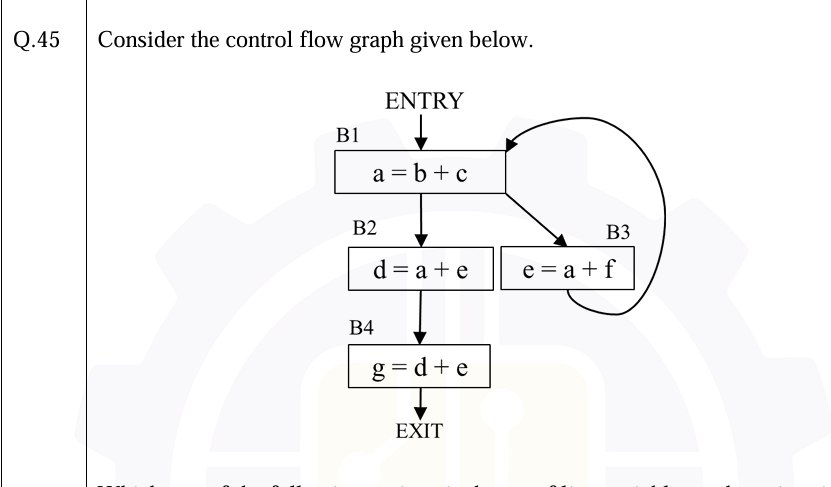 Q.45 Consider the control flow graph given below.
ENTRY
B1
a = b + c
B2
B3
d = a + e
e = a + f
B4
g = d + e
EXIT